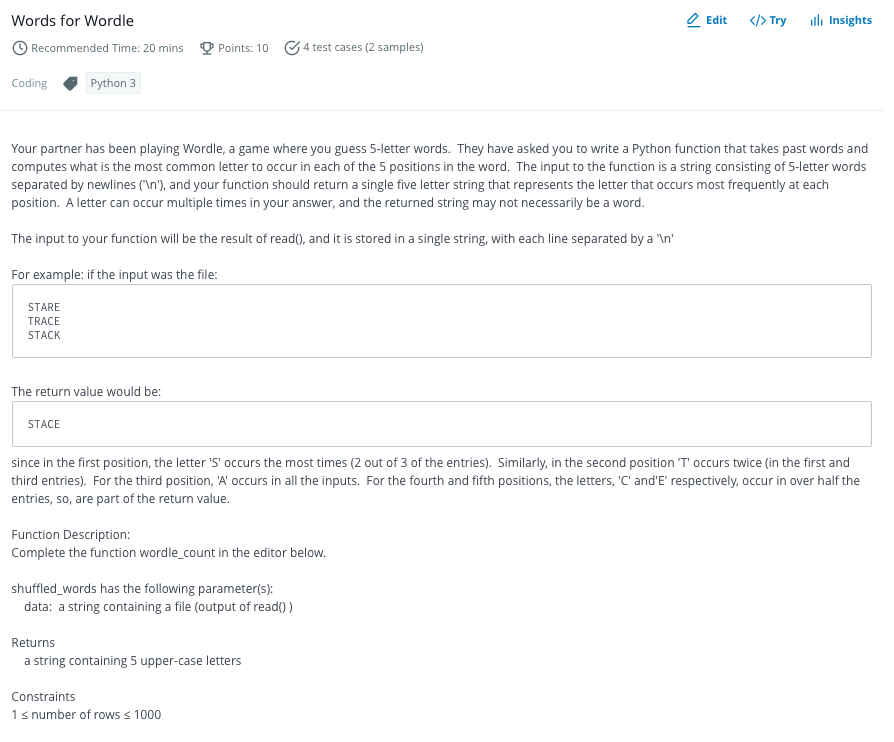 Words for Wordle
Edit
Try
Insights
Recommended Time: 20 mins
Points: 10
4 test cases (2 samples)
Coding
Python 3
Your partner has been playing Wordle, a game where you guess 5-letter words.  They have asked you to write a Python function that takes past words and
computes what is the most common letter to occur in each of the 5 positions in the word.  The input to the function is a string consisting of 5-letter words
separated by newlines ('\n'), and your function should return a single five letter string that represents the letter that occurs most frequently at each
position.  A letter can occur multiple times in your answer, and the returned string may not necessarily be a word.
The input to your function will be the result of read(), and it is stored in a single string, with each line separated by a '\n'
For example: if the input was the file:
STARE
TRACE
STACK
The return value would be:
STACE
since in the first position, the letter 'S' occurs the most times (2 out of 3 of the entries).  Similarly, in the second position 'T' occurs twice (in the first and
third entries).  For the third position, 'A' occurs in all the inputs.  For the fourth and fifth positions, the letters, 'C' and'E' respectively, occur in over half the
entries, so, are part of the return value.
Function Description:
Complete the function wordle_count in the editor below.
shuffled_words has the following parameter(s):
data:  a string containing a file (output of read() )
Returns
a string containing 5 upper-case letters
Constraints
1 ≤ number of rows ≤ 1000